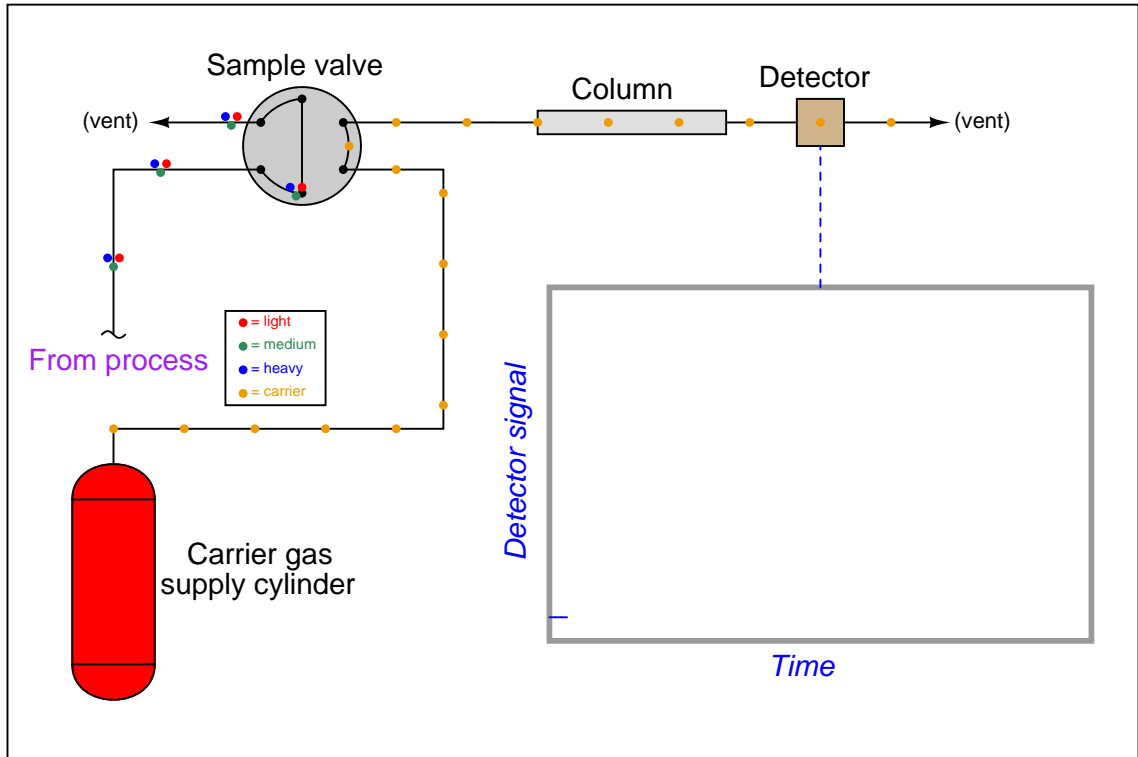 Sample valve
Column
Detector
(vent)
(vent)
From process
= light
= medium
= heavy
= carrier
Detector signal
Carrier gas
supply cylinder
Time